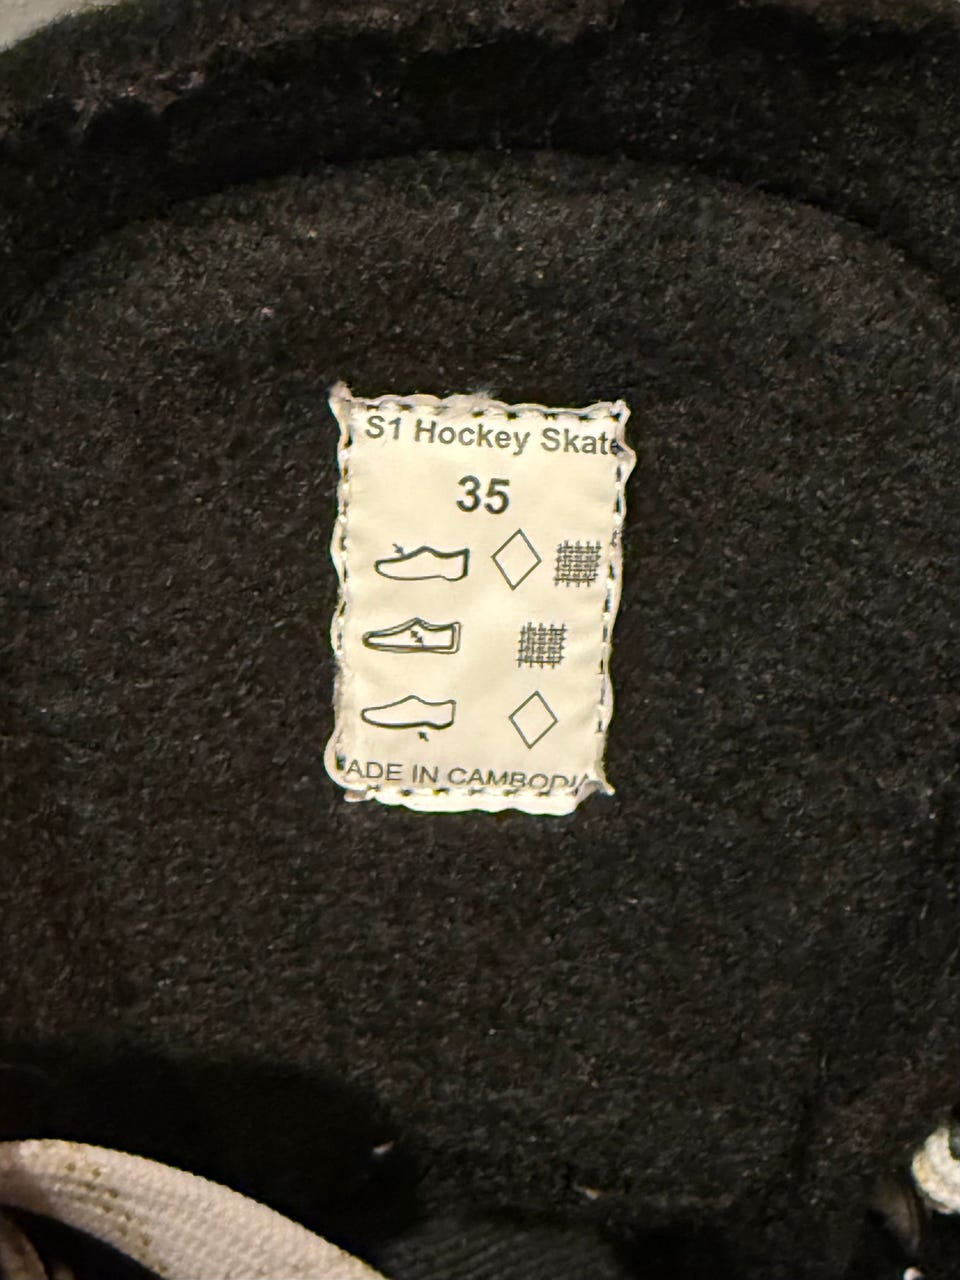 S1 Hockey Skate
35
ADE IN CAMBODIA